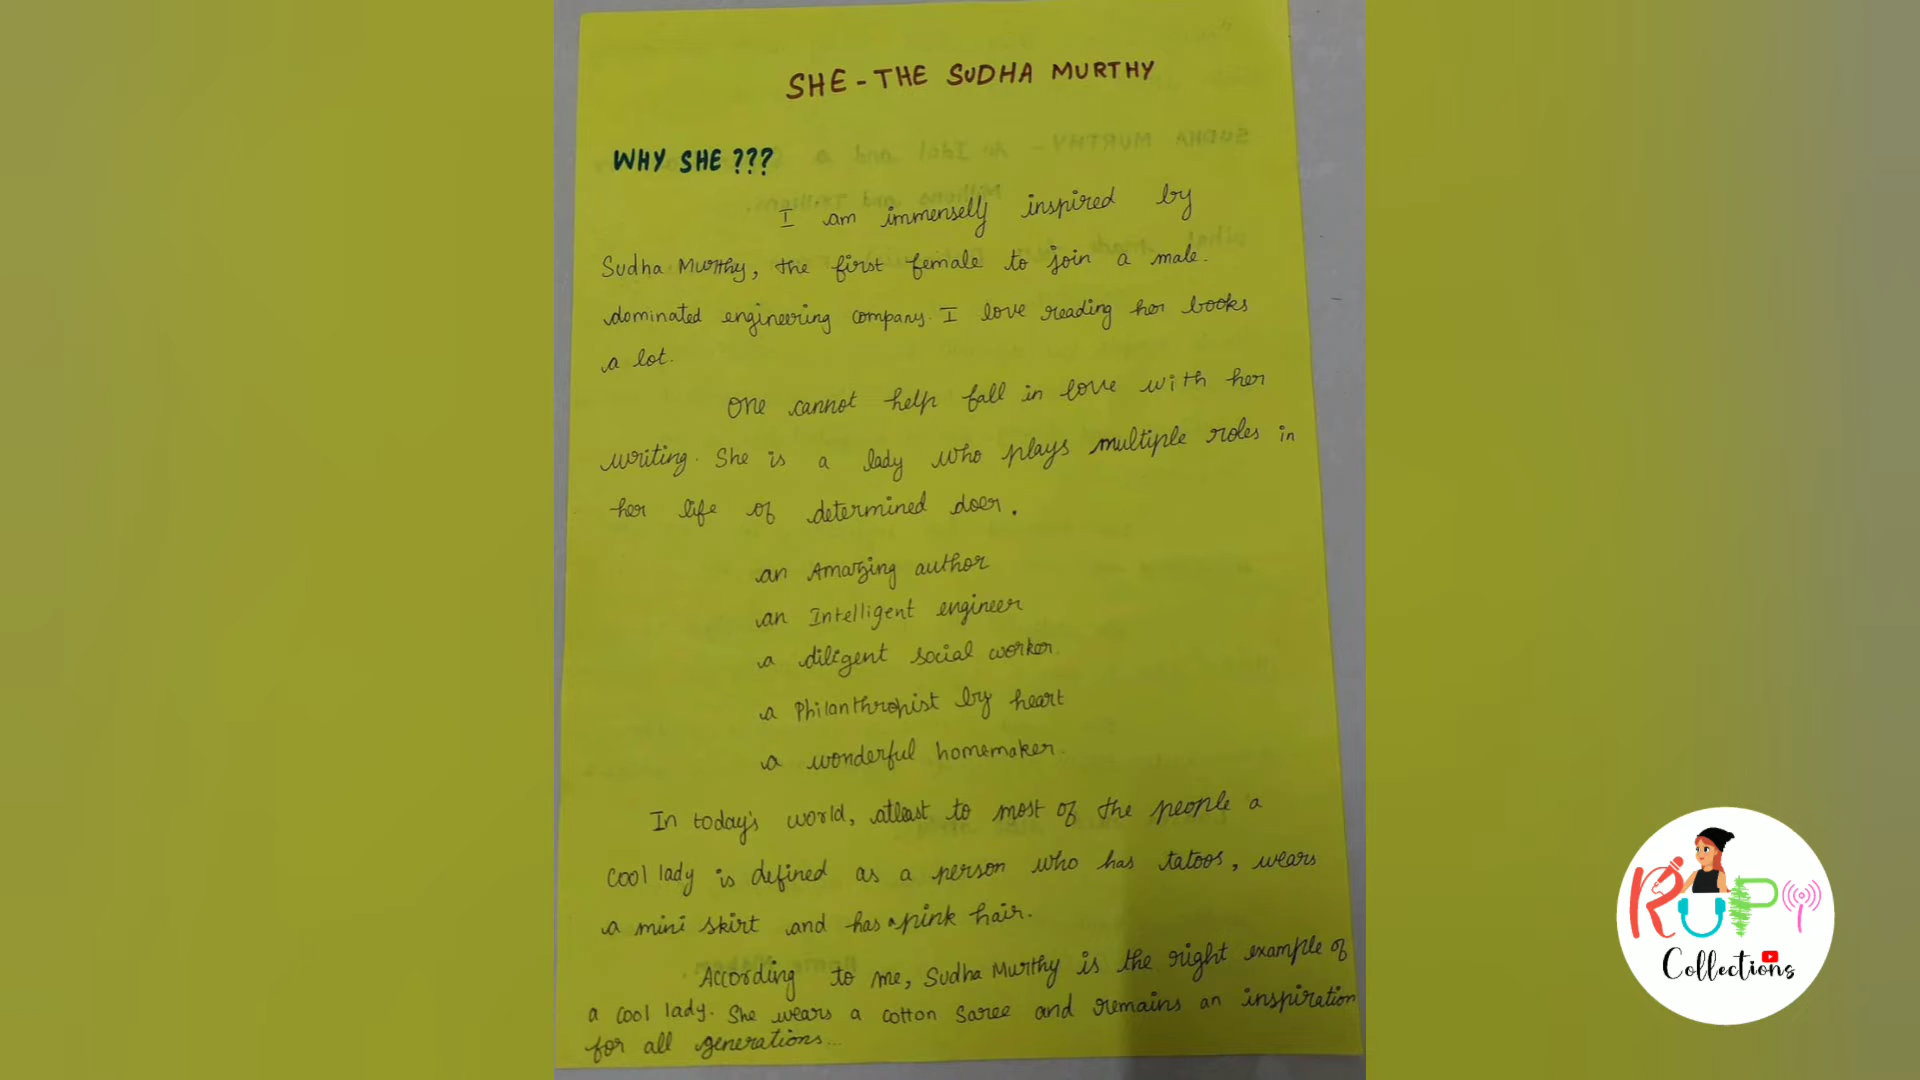 SHE - THE SUDHA MURTHY
WHY SHE ???
I am immenselly inspired by
Sudha Murthy, the first female to join a male.
dominated engineering company. I love reading her books
a lot.
One cannot help fall in love with her
writing. She is a lady who plays multiple roles in
her life of determined doer.
an Amazing author
an Intelligent engineer
a diligent social worker.
a Philanthropist by heart
a wonderful homemaker.
In today's world, atleast to most of the people a
cool lady is defined as a person who has tatoos, wears
a mini skirt and has a pink hair.
According to me, Sudha Murthy is the right example of
a cool lady. She wears a cotton saree and remains an inspiration
for all generations...
RUPI
Collections